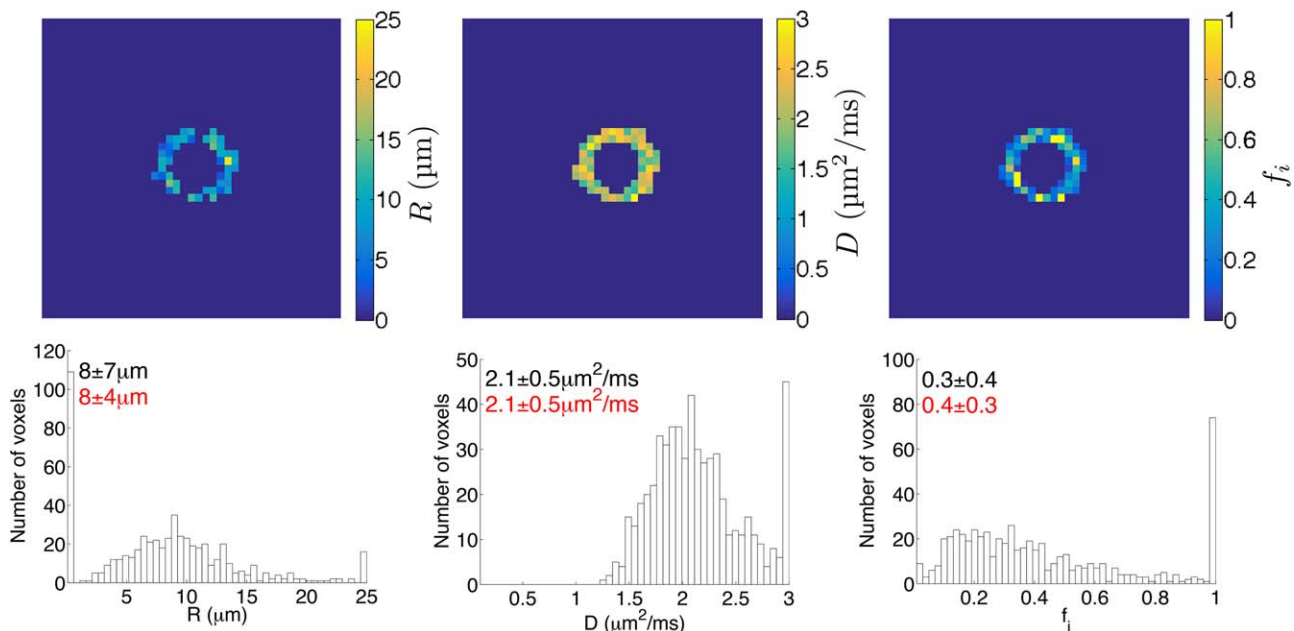 25
20
15
10
5
0
R (μm)
3
2.5
2
1.5
1
0.5
0
D (μm²/ms)
1
0.8
0.6
0.4
0.2
0
f_i
120
100
80
60
40
20
0
Number of voxels
8±7μm
8±4μm
5 10 15 20 25
R (μm)
50
40
30
20
10
0
Number of voxels
2.1±0.5μm²/ms
2.1±0.5μm²/ms
0.5 1 1.5 2 2.5 3
D (μm²/ms)
100
80
60
40
20
0
Number of voxels
0.3±0.4
0.4±0.3
0.2 0.4 0.6 0.8 1
f_i